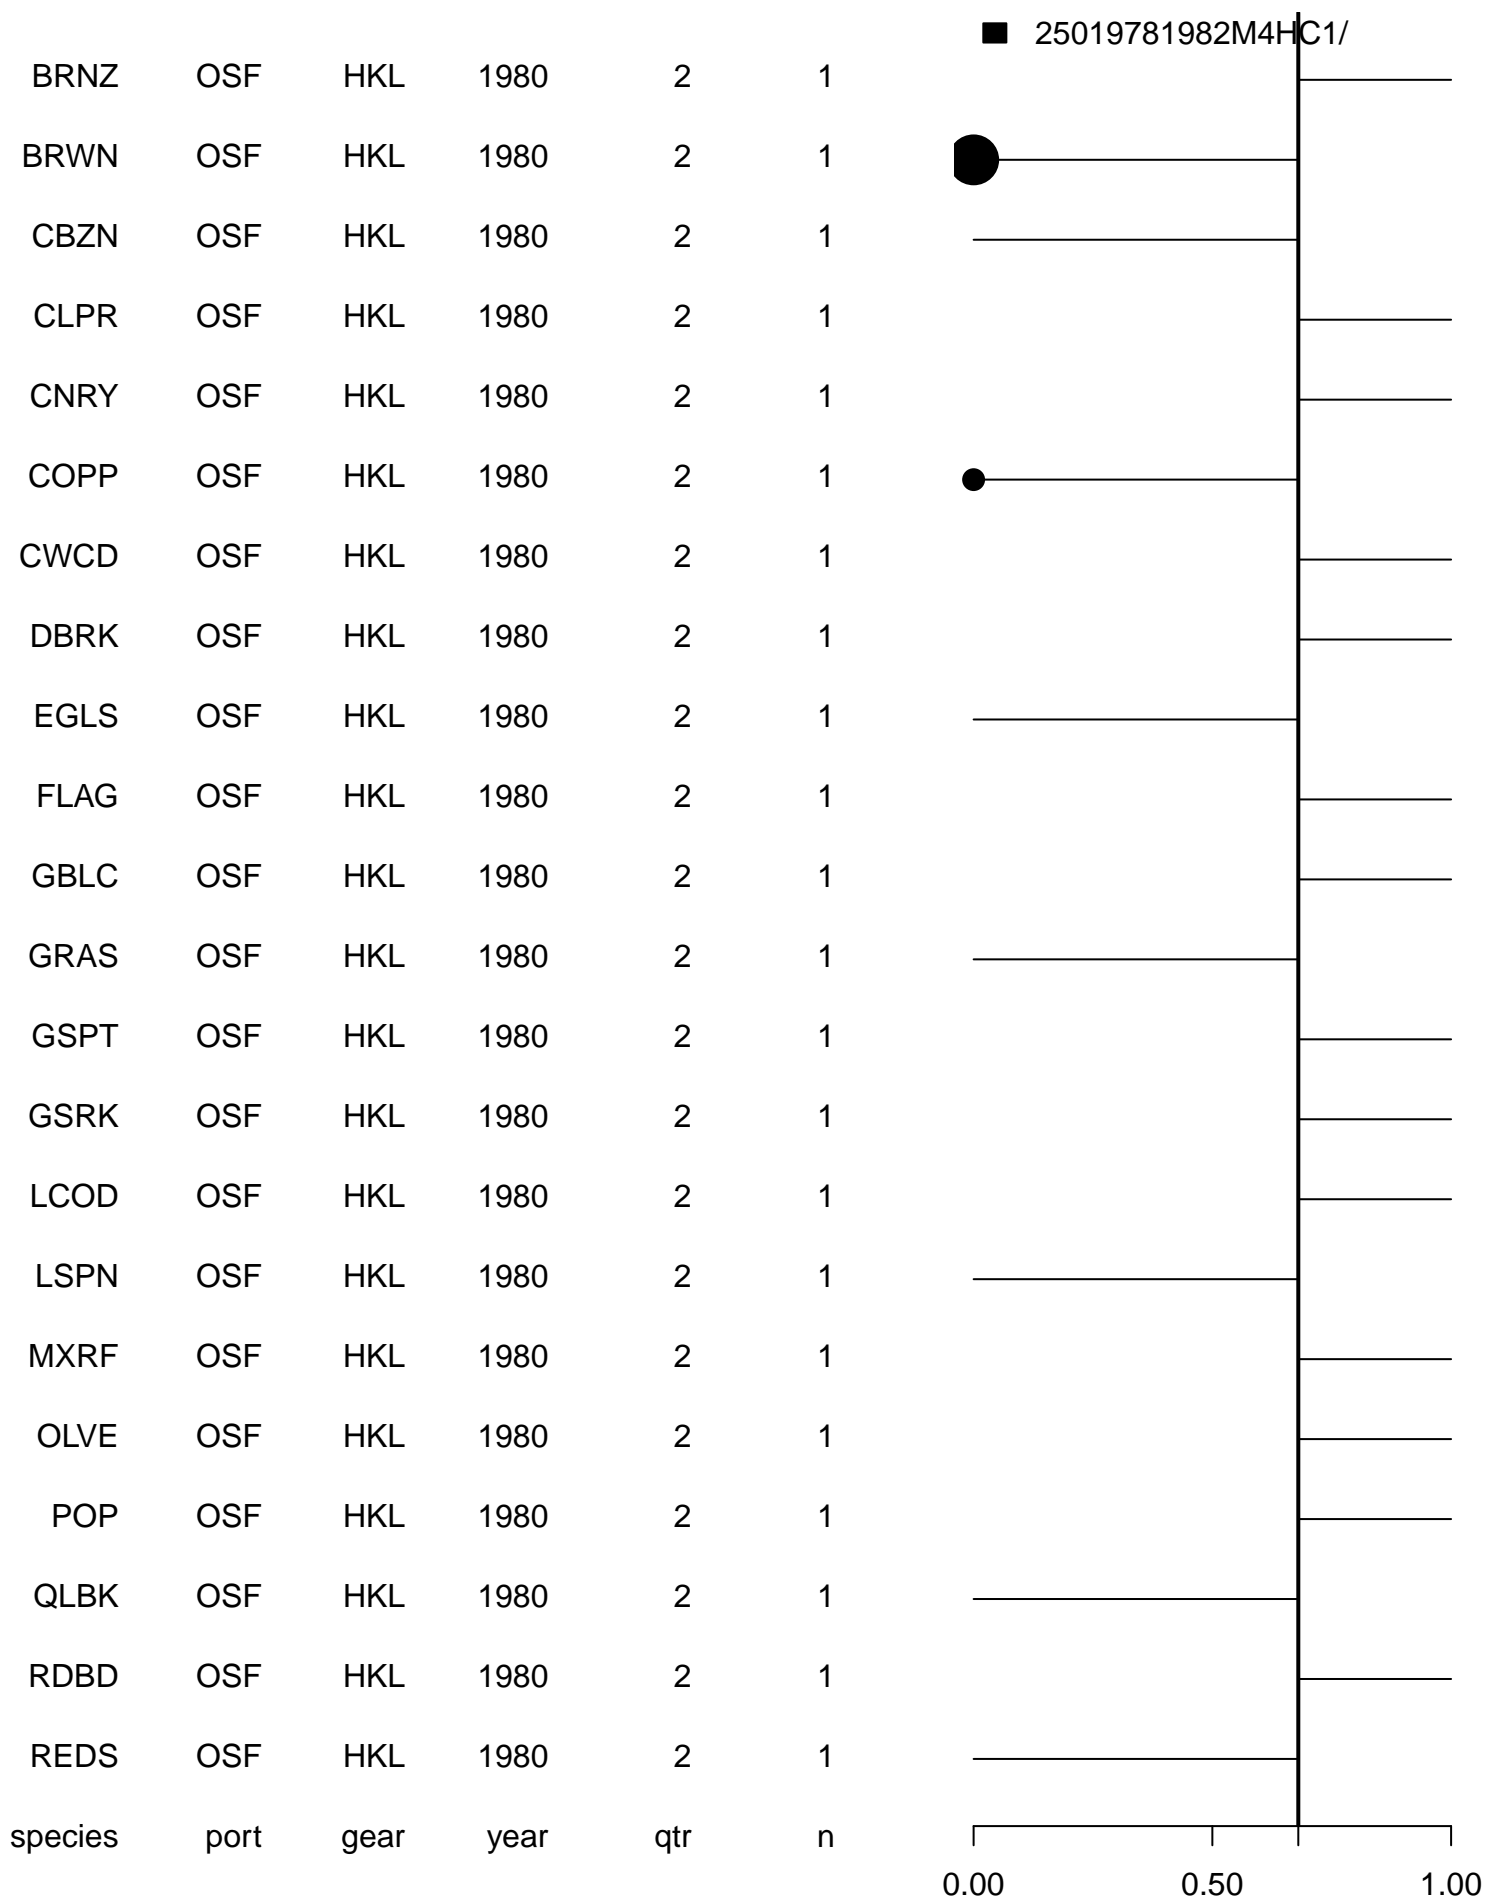 25019781982M4HC1/
BRNZ OSF HKL 1980 2 1
BRWN OSF HKL 1980 2 1
CBZN OSF HKL 1980 2 1
CLPR OSF HKL 1980 2 1
CNRY OSF HKL 1980 2 1
COPP OSF HKL 1980 2 1
CWCD OSF HKL 1980 2 1
DBRK OSF HKL 1980 2 1
EGLS OSF HKL 1980 2 1
FLAG OSF HKL 1980 2 1
GBLC OSF HKL 1980 2 1
GRAS OSF HKL 1980 2 1
GSPT OSF HKL 1980 2 1
GSRK OSF HKL 1980 2 1
LCOD OSF HKL 1980 2 1
LSPN OSF HKL 1980 2 1
MXRF OSF HKL 1980 2 1
OLVE OSF HKL 1980 2 1
POP OSF HKL 1980 2 1
QLBK OSF HKL 1980 2 1
RDBD OSF HKL 1980 2 1
REDS OSF HKL 1980 2 1
species port gear year qtr n
0.00 0.50 1.00